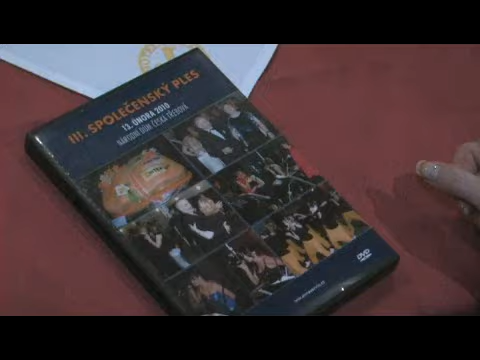 III. SPOLEČENSKÝ PLES
13. ÚNORA 2010
NÁRODNÍ DŮM ČESKÁ TŘEBOVÁ
DVD